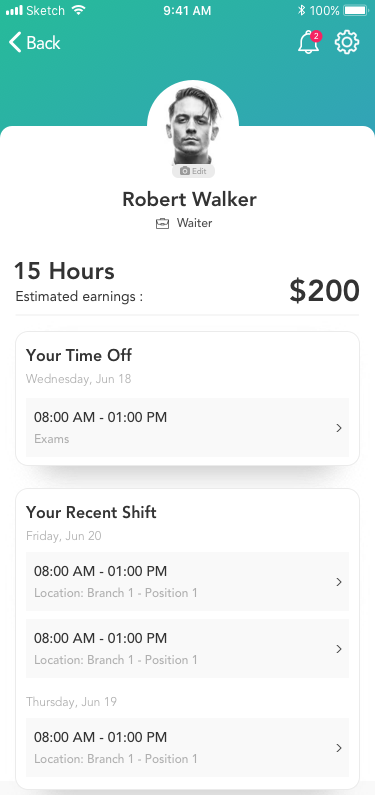 Sketch 9:41 AM 100%
Back 2
Edit
Robert Walker
Waiter
15 Hours
Estimated earnings :
$200
Your Time Off
Wednesday, Jun 18
08:00 AM - 01:00 PM
Exams
Your Recent Shift
Friday, Jun 20
08:00 AM - 01:00 PM
Location: Branch 1 - Position 1
08:00 AM - 01:00 PM
Location: Branch 1 - Position 1
Thursday, Jun 19
08:00 AM - 01:00 PM
Location: Branch 1 - Position 1